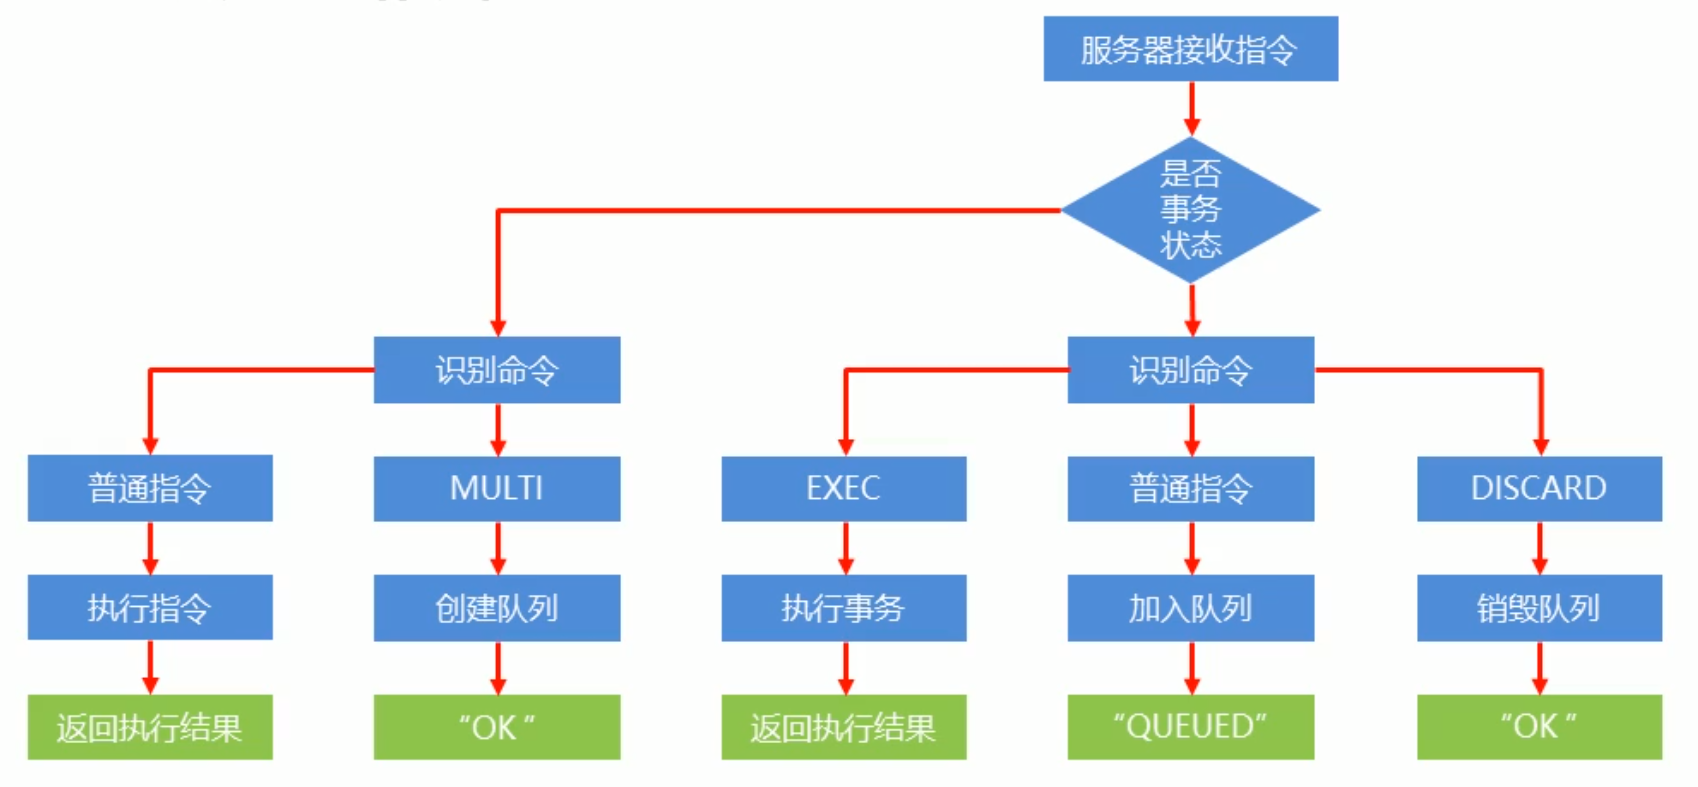 服务器接收指令
是否
事务
状态
识别命令
识别命令
普通指令
MULTI
EXEC
普通指令
DISCARD
执行指令
创建队列
执行事务
加入队列
销毁队列
返回执行结果
“OK ”
返回执行结果
“QUEUED”
“OK ”